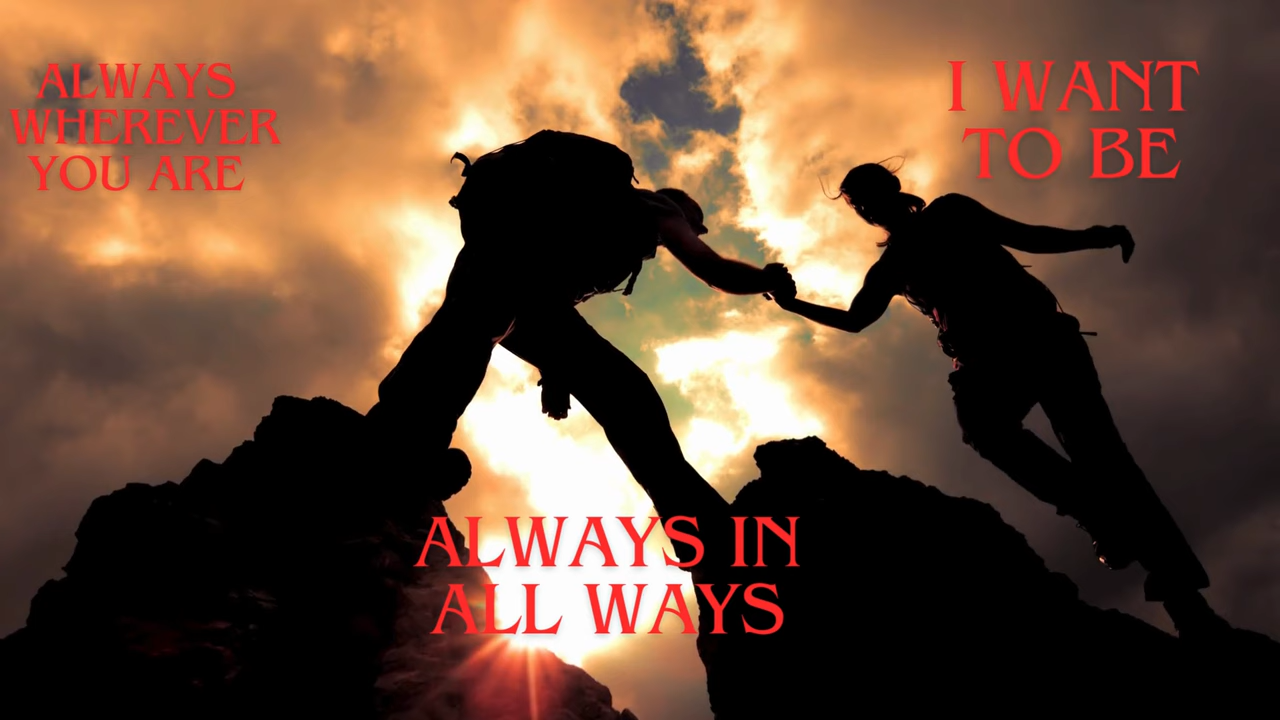 ALWAYS
WHEREVER
YOU ARE
I WANT
TO BE
ALWAYS IN
ALL WAYS